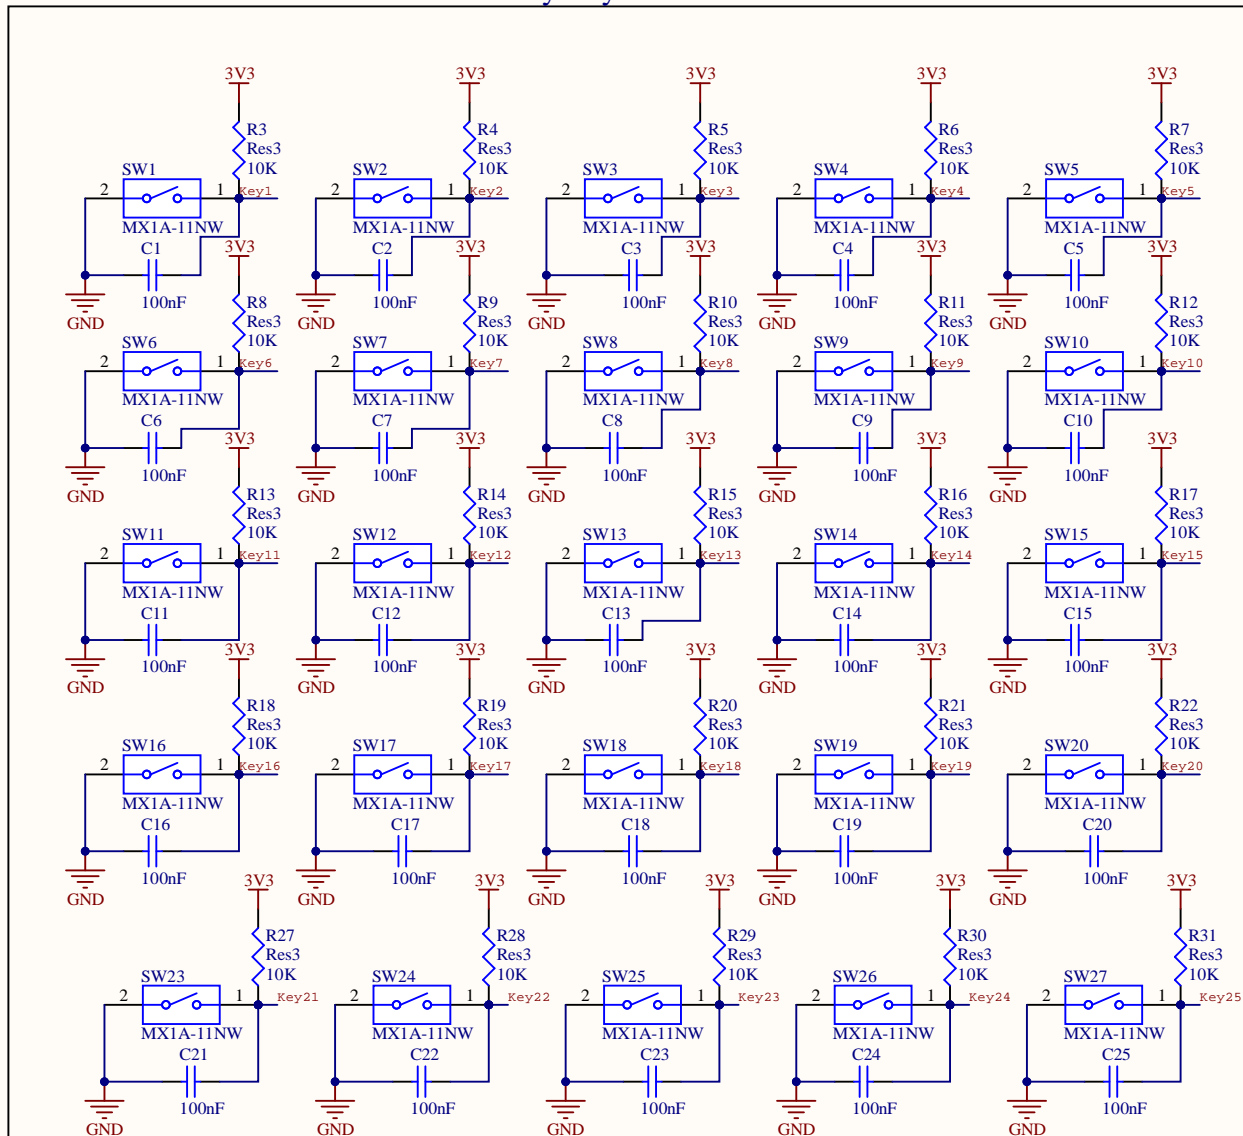 3V3 3V3 3V3 3V3 3V3
R3 R4 R5 R6 R7
Res3 Res3 Res3 Res3 Res3
SW1 10K SW2 10K SW3 10K SW4 10K SW5 10K
2 1 Key1 2 1 Key2 2 1 Key3 2 1 Key4 2 1 Key5
MX1A-11NW MX1A-11NW MX1A-11NW MX1A-11NW MX1A-11NW
C1 3V3 C2 3V3 C3 3V3 C4 3V3 C5 3V3
100nF R8 100nF R9 100nF R10 100nF R11 100nF R12
GND Res3 GND Res3 GND Res3 GND Res3 GND Res3
SW6 10K SW7 10K SW8 10K SW9 10K SW10 10K
2 1 Key6 2 1 Key7 2 1 Key8 2 1 Key9 2 1 Key10
MX1A-11NW MX1A-11NW MX1A-11NW MX1A-11NW MX1A-11NW
C6 3V3 C7 3V3 C8 3V3 C9 3V3 C10 3V3
100nF 100nF 100nF 100nF 100nF
GND R13 GND R14 GND R15 GND R16 GND R17
Res3 Res3 Res3 Res3 Res3
SW11 10K SW12 10K SW13 10K SW14 10K SW15 10K
2 1 Key11 2 1 Key12 2 1 Key13 2 1 Key14 2 1 Key15
MX1A-11NW MX1A-11NW MX1A-11NW MX1A-11NW MX1A-11NW
C11 C12 C13 C14 C15
3V3 3V3 3V3 3V3 3V3
100nF 100nF 100nF 100nF 100nF
GND GND GND GND GND
R18 R19 R20 R21 R22
Res3 Res3 Res3 Res3 Res3
SW16 10K SW17 10K SW18 10K SW19 10K SW20 10K
2 1 Key16 2 1 Key17 2 1 Key18 2 1 Key19 2 1 Key20
MX1A-11NW MX1A-11NW MX1A-11NW MX1A-11NW MX1A-11NW
C16 C17 C18 C19 C20
100nF 100nF 100nF 100nF 100nF
3V3 3V3 3V3 3V3 3V3
GND GND GND GND GND
R27 R28 R29 R30 R31
Res3 Res3 Res3 Res3 Res3
SW23 10K SW24 10K SW25 10K SW26 10K SW27 10K
2 1 Key21 2 1 Key22 2 1 Key23 2 1 Key24 2 1 Key25
MX1A-11NW MX1A-11NW MX1A-11NW MX1A-11NW MX1A-11NW
C21 C22 C23 C24 C25
100nF 100nF 100nF 100nF 100nF
GND GND GND GND GND